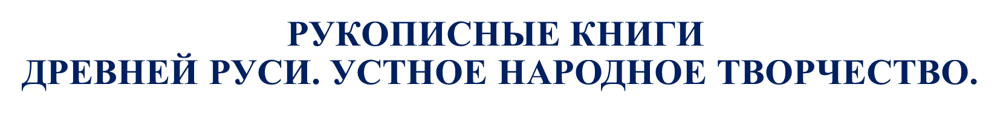 РУКОПИСНЫЕ КНИГИ
ДРЕВНЕЙ РУСИ. УСТНОЕ НАРОДНОЕ ТВОРЧЕСТВО.